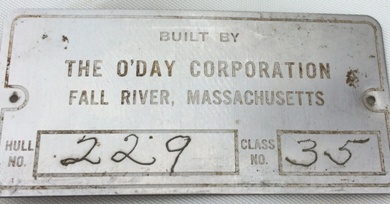 BUILT BY
THE O'DAY CORPORATION
FALL RIVER, MASSACHUSETTS
HULL NO. 229 CLASS NO. 35